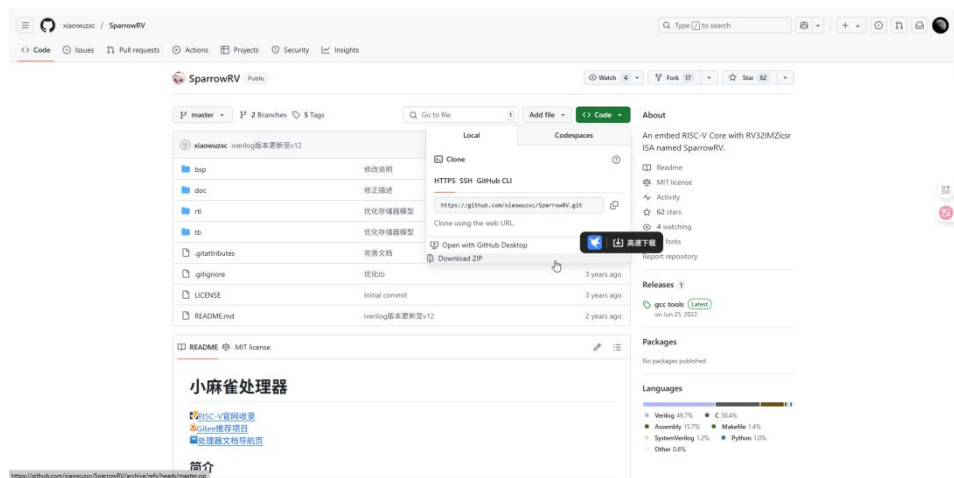 xiaowuzxc / SparrowRV
Type / to search
Code Issues Pull requests Actions Projects Security Insights
SparrowRV Public
Watch 4 Fork 17 Star 62
master 2 Branches 5 Tags Go to file t Add file Code
About
An embed RISC-V Core with RV32IMZicsr ISA named SparrowRV.
Readme
MIT license
Activity
62 stars
4 watching
forks
Report repository
Local Codespaces
Clone
HTTPS SSH GitHub CLI
https://github.com/xiaowuzxc/SparrowRV.git
Clone using the web URL.
Open with GitHub Desktop
Download ZIP
高速下载
xiaowuzxc iverilog版本更新至v12
bsp 修改说明
doc 修正描述
rtl 优化存储器模型
tb 优化存储器模型
.gitattributes 完善文档
.gitignore 优化tb 3 years ago
LICENSE Initial commit 3 years ago
README.md iverilog版本更新至v12 2 years ago
Releases 1
gcc tools Latest
on Jun 25, 2022
Packages
No packages published
Languages
Verilog 49.7% C 30.4%
Assembly 15.7% Makefile 1.4%
SystemVerilog 1.2% Python 1.0%
Other 0.6%
README MIT license
小麻雀处理器
RISC-V官网收录
Gitee推荐项目
处理器文档导航页
简介
https://github.com/xiaowuzxc/SparrowRV/archive/refs/heads/master.zip